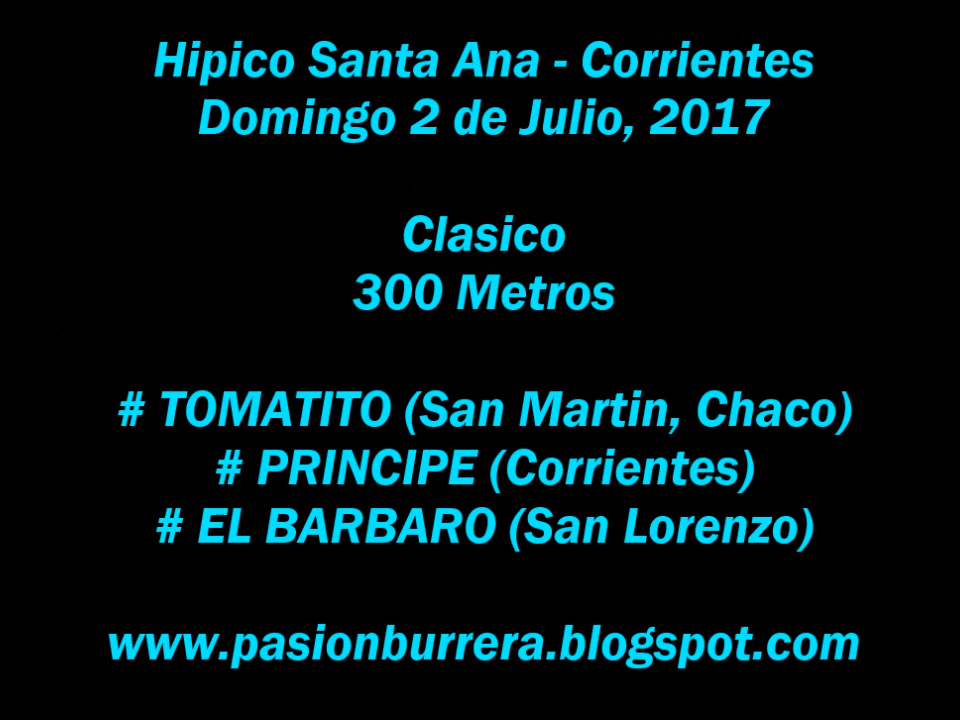 Hipico Santa Ana - Corrientes
Domingo 2 de Julio, 2017
Clasico
300 Metros
# TOMATITO (San Martin, Chaco)
# PRINCIPE (Corrientes)
# EL BARBARO (San Lorenzo)
www.pasionburrera.blogspot.com